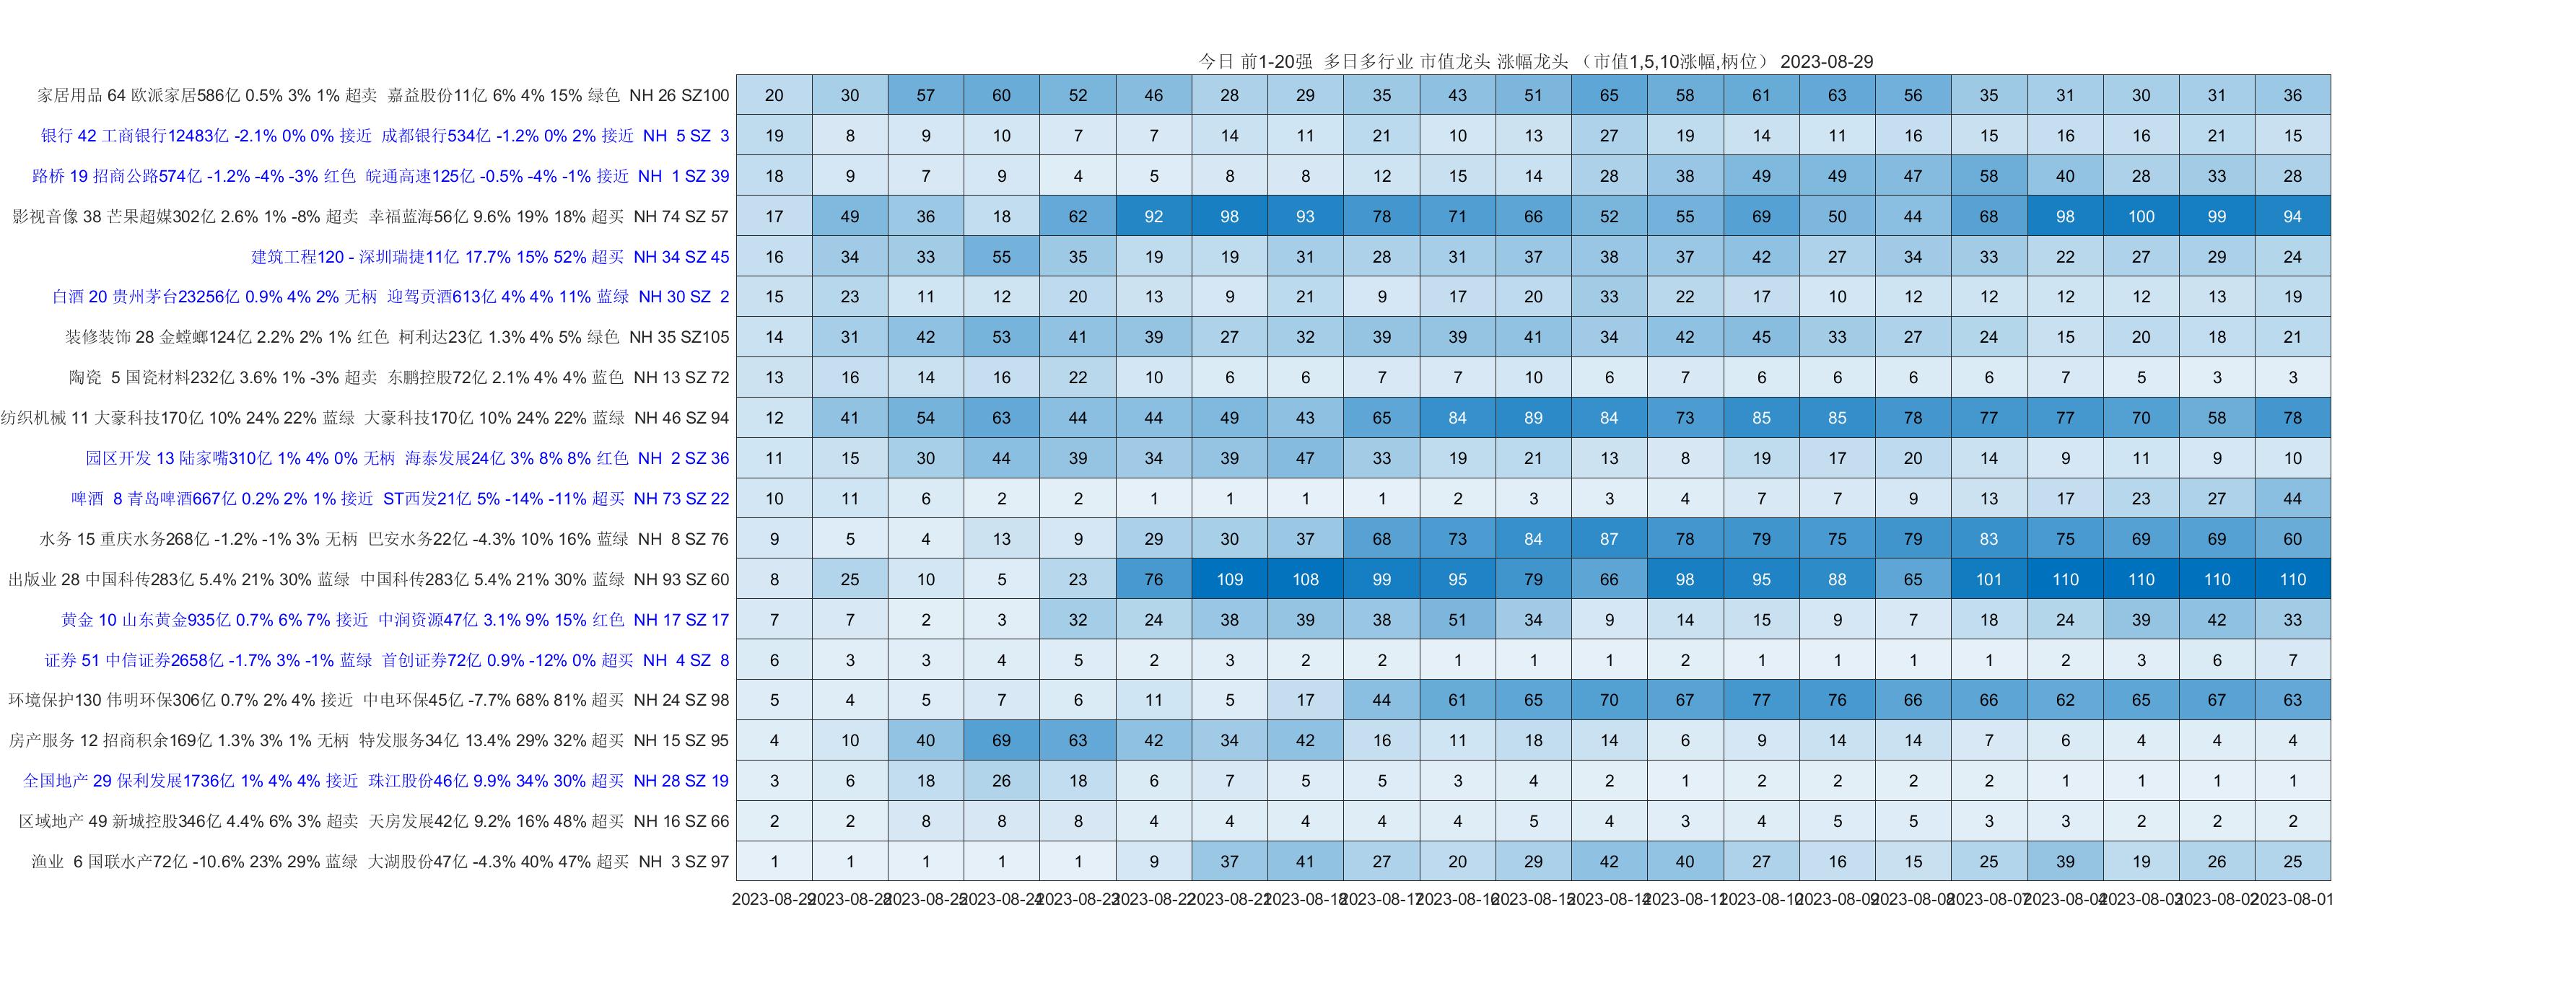 今日 前1-20强 多日多行业 市值龙头 涨幅龙头 （市值1,5,10涨幅,柄位） 2023-08-29
家居用品 64 欧派家居586亿 0.5% 3% 1% 超卖 嘉益股份11亿 6% 4% 15% 绿色 NH 26 SZ100 20 30 57 60 52 46 28 29 35 43 51 65 58 61 63 56 35 31 30 31 36
银行 42 工商银行12483亿 -2.1% 0% 0% 接近 成都银行534亿 -1.2% 0% 2% 接近 NH 5 SZ 3 19 8 9 10 7 7 14 11 21 10 13 27 19 14 11 16 15 16 16 21 15
路桥 19 招商公路574亿 -1.2% -4% -3% 红色 皖通高速125亿 -0.5% -4% -1% 接近 NH 1 SZ 39 18 9 7 9 4 5 8 8 12 15 14 28 38 49 49 47 58 40 28 33 28
影视音像 38 芒果超媒302亿 2.6% 1% -8% 超卖 幸福蓝海56亿 9.6% 19% 18% 超买 NH 74 SZ 57 17 49 36 18 62 92 98 93 78 71 66 52 55 69 50 44 68 98 100 99 94
建筑工程120 - 深圳瑞捷11亿 17.7% 15% 52% 超买 NH 34 SZ 45 16 34 33 55 35 19 19 31 28 31 37 38 37 42 27 34 33 22 27 29 24
白酒 20 贵州茅台23256亿 0.9% 4% 2% 无柄 迎驾贡酒613亿 4% 4% 11% 蓝绿 NH 30 SZ 2 15 23 11 12 20 13 9 21 9 17 20 33 22 17 10 12 12 12 12 13 19
装修装饰 28 金螳螂124亿 2.2% 2% 1% 红色 柯利达23亿 1.3% 4% 5% 绿色 NH 35 SZ105 14 31 42 53 41 39 27 32 39 39 41 34 42 45 33 27 24 15 20 18 21
陶瓷 5 国瓷材料232亿 3.6% 1% -3% 超卖 东鹏控股72亿 2.1% 4% 4% 蓝色 NH 13 SZ 72 13 16 14 16 22 10 6 6 7 7 10 6 7 6 6 6 6 7 5 3 3
纺织机械 11 大豪科技170亿 10% 24% 22% 蓝绿 大豪科技170亿 10% 24% 22% 蓝绿 NH 46 SZ 94 12 41 54 63 44 44 49 43 65 84 89 84 73 85 85 78 77 77 70 58 78
园区开发 13 陆家嘴310亿 1% 4% 0% 无柄 海泰发展24亿 3% 8% 8% 红色 NH 2 SZ 36 11 15 30 44 39 34 39 47 33 19 21 13 8 19 17 20 14 9 11 9 10
啤酒 8 青岛啤酒667亿 0.2% 2% 1% 接近 ST西发21亿 5% -14% -11% 超买 NH 73 SZ 22 10 11 6 2 2 1 1 1 1 2 3 3 4 7 7 9 13 17 23 27 44
水务 15 重庆水务268亿 -1.2% -1% 3% 无柄 巴安水务22亿 -4.3% 10% 16% 蓝绿 NH 8 SZ 76 9 5 4 13 9 29 30 37 68 73 84 87 78 79 75 79 83 75 69 69 60
出版业 28 中国科传283亿 5.4% 21% 30% 蓝绿 中国科传283亿 5.4% 21% 30% 蓝绿 NH 93 SZ 60 8 25 10 5 23 76 109 108 99 95 79 66 98 95 88 65 101 110 110 110 110
黄金 10 山东黄金935亿 0.7% 6% 7% 接近 中润资源47亿 3.1% 9% 15% 红色 NH 17 SZ 17 7 7 2 3 32 24 38 39 38 51 34 9 14 15 9 7 18 24 39 42 33
证券 51 中信证券2658亿 -1.7% 3% -1% 蓝绿 首创证券72亿 0.9% -12% 0% 超买 NH 4 SZ 8 6 3 3 4 5 2 3 2 2 1 1 1 2 1 1 1 1 2 3 6 7
环境保护130 伟明环保306亿 0.7% 2% 4% 接近 中电环保45亿 -7.7% 68% 81% 超买 NH 24 SZ 98 5 4 5 7 6 11 5 17 44 61 65 70 67 77 76 66 66 62 65 67 63
房产服务 12 招商积余169亿 1.3% 3% 1% 无柄 特发服务34亿 13.4% 29% 32% 超买 NH 15 SZ 95 4 10 40 69 63 42 34 42 16 11 18 14 6 9 14 14 7 6 4 4 4
全国地产 29 保利发展1736亿 1% 4% 4% 接近 珠江股份46亿 9.9% 34% 30% 超买 NH 28 SZ 19 3 6 18 26 18 6 7 5 5 3 4 2 1 2 2 2 2 1 1 1 1
区域地产 49 新城控股346亿 4.4% 6% 3% 超卖 天房发展42亿 9.2% 16% 48% 超买 NH 16 SZ 66 2 2 8 8 8 4 4 4 4 4 5 4 3 4 5 5 3 3 2 2 2
渔业 6 国联水产72亿 -10.6% 23% 29% 蓝绿 大湖股份47亿 -4.3% 40% 47% 超买 NH 3 SZ 97 1 1 1 1 1 9 37 41 27 20 29 42 40 27 16 15 25 39 19 26 25
2023-08-29 2023-08-28 2023-08-25 2023-08-24 2023-08-23 2023-08-22 2023-08-21 2023-08-18 2023-08-17 2023-08-16 2023-08-15 2023-08-14 2023-08-11 2023-08-10 2023-08-09 2023-08-08 2023-08-07 2023-08-04 2023-08-03 2023-08-02 2023-08-01